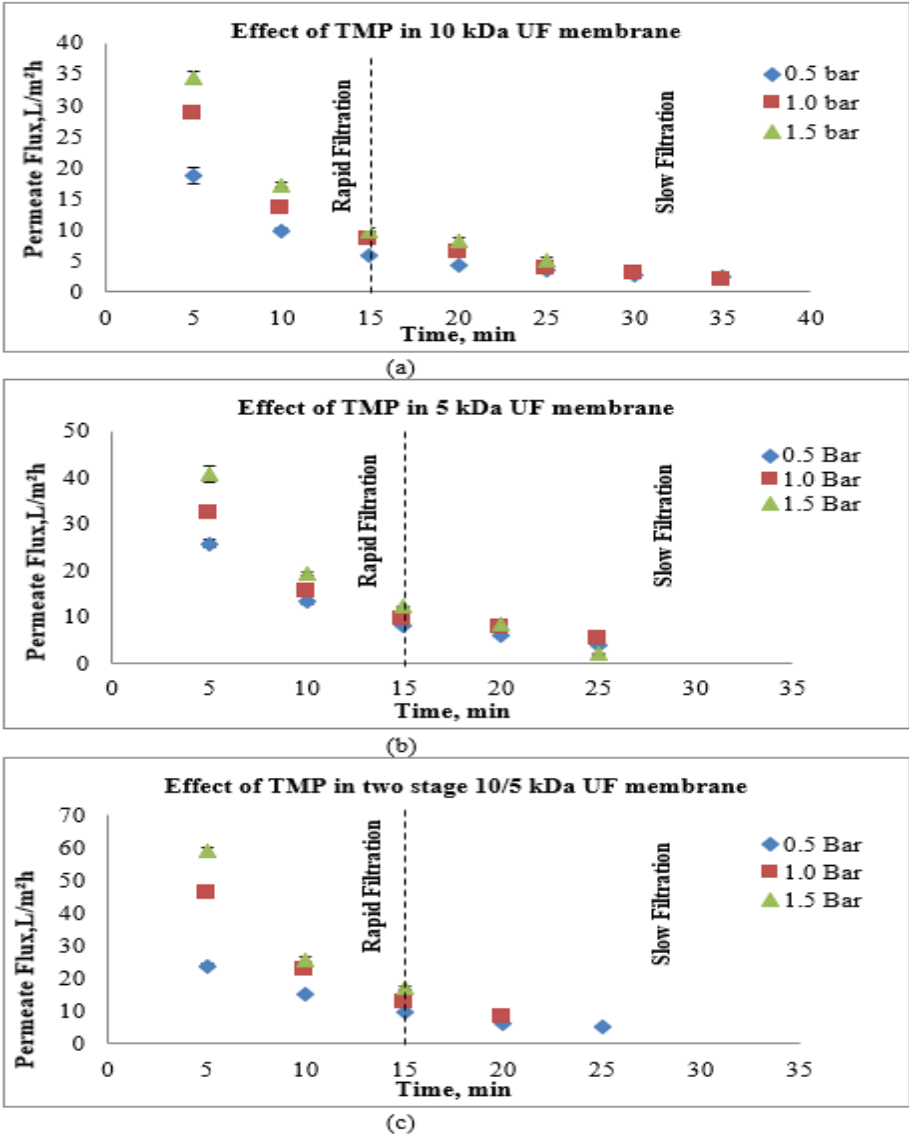 Effect of TMP in 10 kDa UF membrane
Permeate Flux,L/m²h
40
35
30
25
20
15
10
5
0
Rapid Filtration
Slow Filtration
0.5 bar
1.0 bar
1.5 bar
0 5 10 15 20 25 30 35 40
Time, min
(a)
Effect of TMP in 5 kDa UF membrane
Permeate Flux,L/m²h
50
40
30
20
10
0
Rapid Filtration
Slow Filtration
0.5 Bar
1.0 Bar
1.5 Bar
0 5 10 15 20 25 30 35
Time, min
(b)
Effect of TMP in two stage 10/5 kDa UF membrane
Permeate Flux,L/m²h
70
60
50
40
30
20
10
0
Rapid Filtration
Slow Filtration
0.5 Bar
1.0 Bar
1.5 Bar
0 5 10 15 20 25 30 35
Time, min
(c)